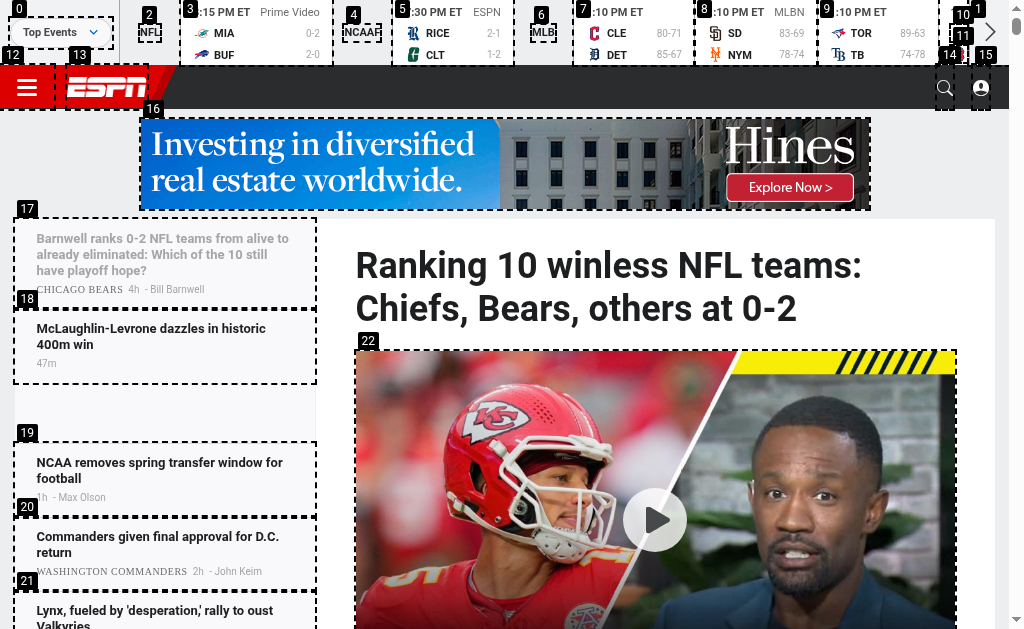 0
Top Events
2
NFL
3
:15 PM ET Prime Video
MIA 0-2
BUF 2-0
4
NCAAF
5
:30 PM ET ESPN
RICE 2-1
CLT 1-2
6
MLB
7
:10 PM ET
CLE 80-71
DET 85-67
8
:10 PM ET MLBN
SD 83-69
NYM 78-74
9
:10 PM ET
TOR 89-63
TB 74-78
10
1
11
12
13
14
15
ESPN
16
Investing in diversified
real estate worldwide.
Hines
Explore Now >
17
Barnwell ranks 0-2 NFL teams from alive to
already eliminated: Which of the 10 still
have playoff hope?
CHICAGO BEARS 4h - Bill Barnwell
18
McLaughlin-Levrone dazzles in historic
400m win
47m
19
NCAA removes spring transfer window for
football
1h - Max Olson
20
Commanders given final approval for D.C.
return
WASHINGTON COMMANDERS 2h - John Keim
21
Lynx, fueled by 'desperation,' rally to oust
Valkyries
Ranking 10 winless NFL teams:
Chiefs, Bears, others at 0-2
22